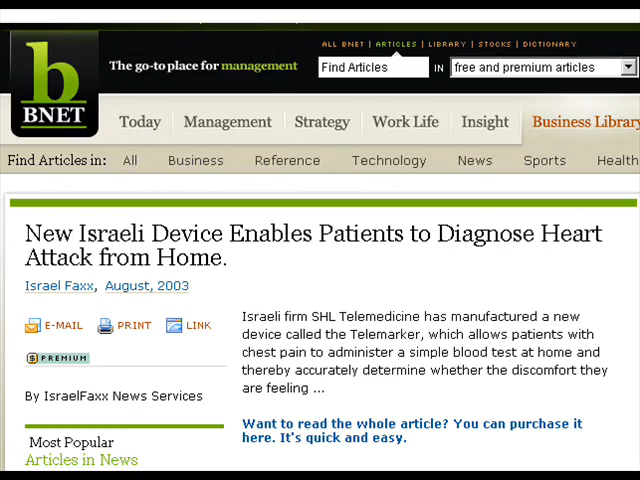 ALL BNET | ARTICLES | LIBRARY | STOCKS | DICTIONARY
b
BNET
The go-to place for management
Find Articles IN free and premium articles
Today Management Strategy Work Life Insight Business Library
Find Articles in: All Business Reference Technology News Sports Health
New Israeli Device Enables Patients to Diagnose Heart
Attack from Home.
Israel Faxx, August, 2003
E-MAIL PRINT LINK
$ PREMIUM
By IsraelFaxx News Services
Most Popular
Articles in News
Israeli firm SHL Telemedicine has manufactured a new
device called the Telemarker, which allows patients with
chest pain to administer a simple blood test at home and
thereby accurately determine whether the discomfort they
are feeling ...
Want to read the whole article? You can purchase it
here. It's quick and easy.